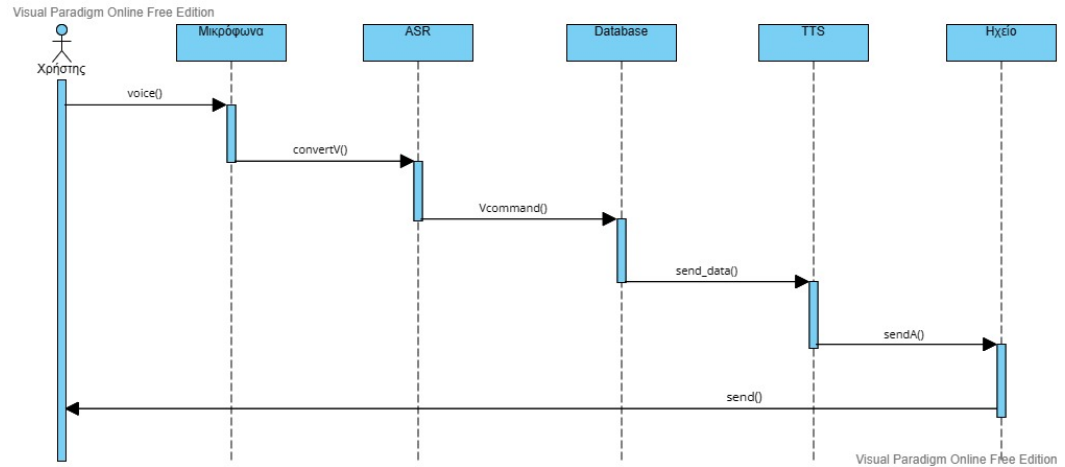 Visual Paradigm Online Free Edition
Χρήστης
Μικρόφωνα
ASR
Database
TTS
Ηχείο
voice()
convertV()
Vcommand()
send_data()
sendA()
send()
Visual Paradigm Online Free Edition